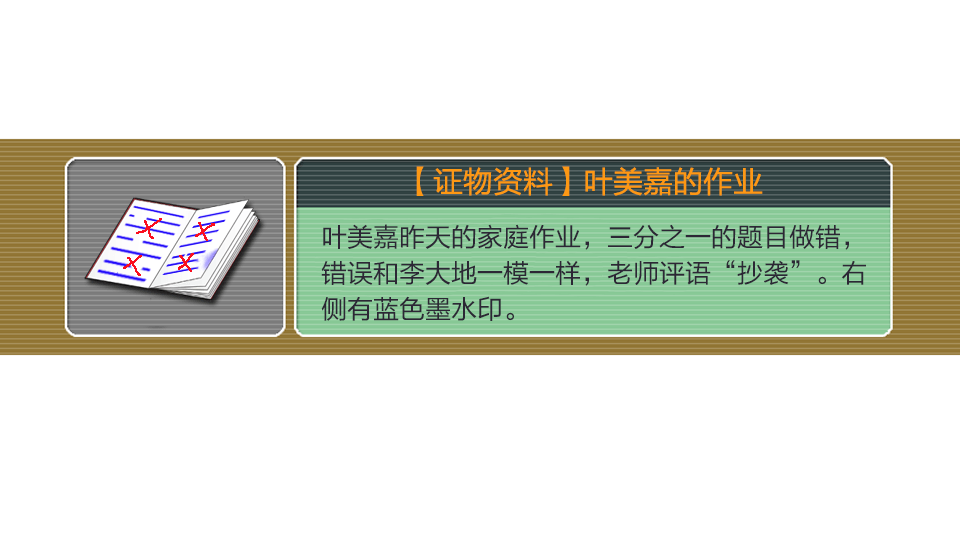 【证物资料】叶美嘉的作业
叶美嘉昨天的家庭作业，三分之一的题目做错，
错误和李大地一模一样，老师评语“抄袭”。右
侧有蓝色墨水印。